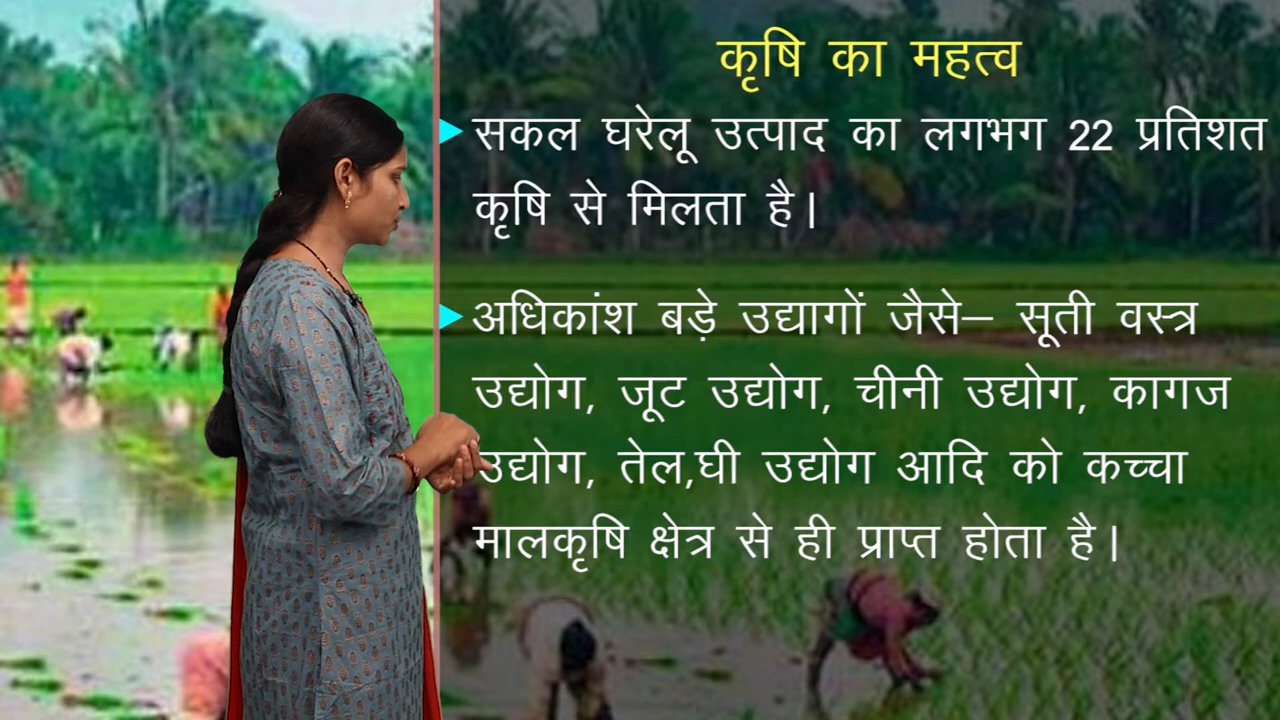 कृषि का महत्व
सकल घरेलू उत्पाद का लगभग 22 प्रतिशत
कृषि से मिलता है।
अधिकांश बड़े उद्यागों जैसे– सूती वस्त्र
उद्योग, जूट उद्योग, चीनी उद्योग, कागज
उद्योग, तेल,घी उद्योग आदि को कच्चा
मालकृषि क्षेत्र से ही प्राप्त होता है।